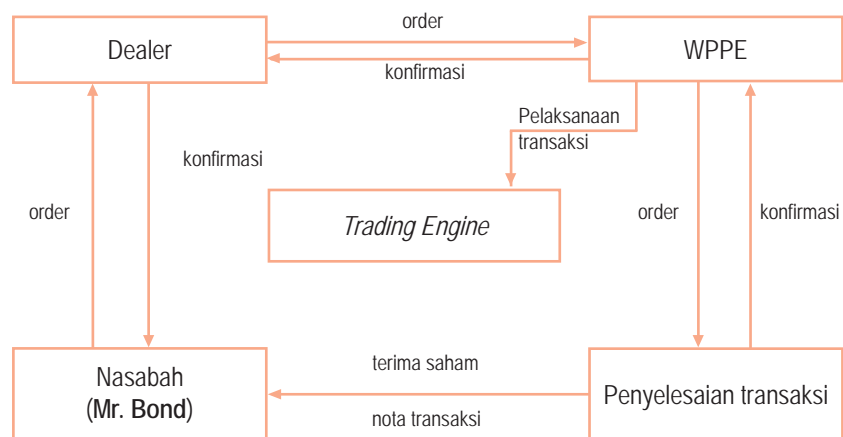 order
Dealer
WPPE
konfirmasi
Pelaksanaan
transaksi
konfirmasi
order
Trading Engine
order
konfirmasi
terima saham
Nasabah
(Mr. Bond)
Penyelesaian transaksi
nota transaksi